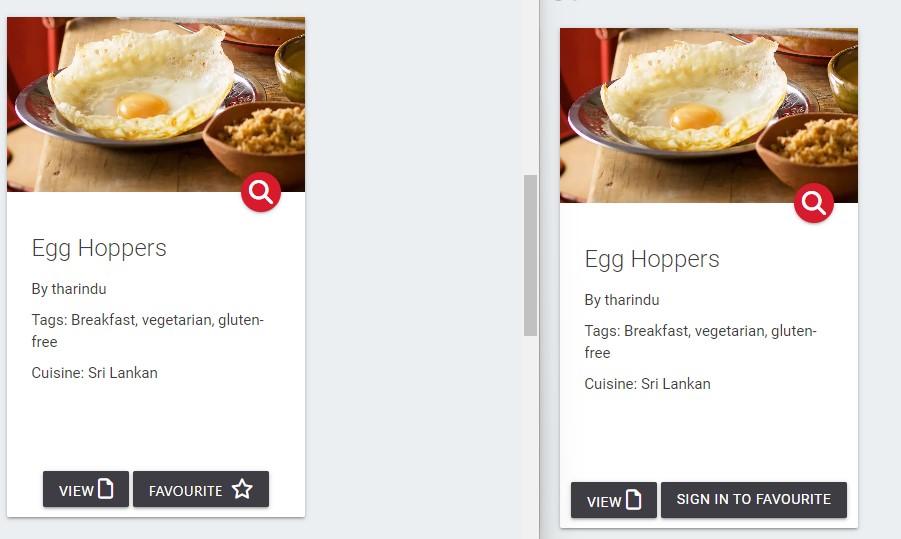 Egg Hoppers
By tharindu
Tags: Breakfast, vegetarian, gluten-
free
Cuisine: Sri Lankan
VIEW FAVOURITE
Egg Hoppers
By tharindu
Tags: Breakfast, vegetarian, gluten-
free
Cuisine: Sri Lankan
VIEW SIGN IN TO FAVOURITE